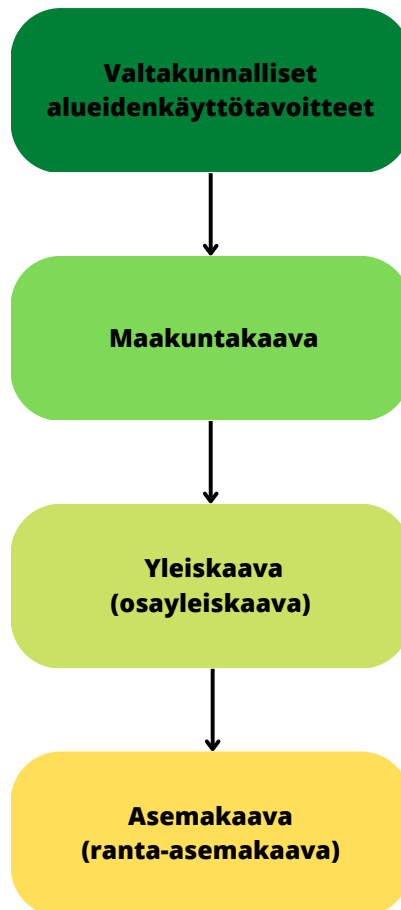 Valtakunnalliset
alueidenkäyttötavoitteet
Maakuntakaava
Yleiskaava
(osayleiskaava)
Asemakaava
(ranta-asemakaava)